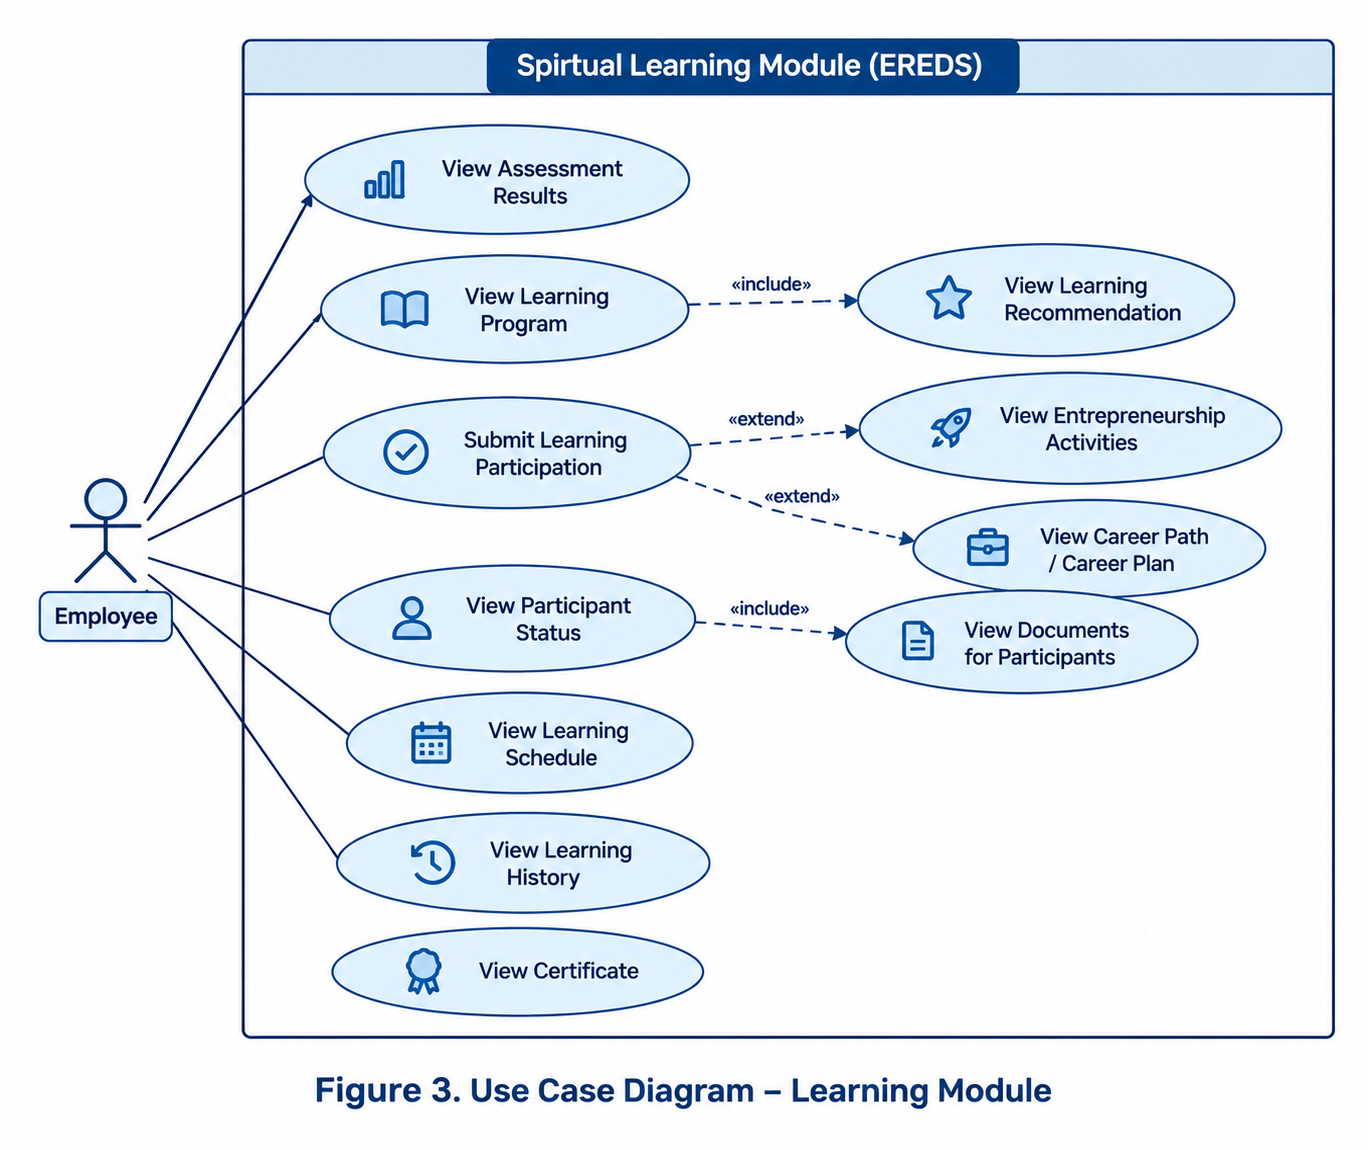 Spirtual Learning Module (EREDS)
View Assessment
Results
View Learning
Program
«include»
View Learning
Recommendation
Submit Learning
Participation
«extend»
View Entrepreneurship
Activities
«extend»
View Career Path
/ Career Plan
Employee
View Participant
Status
«include»
View Documents
for Participants
View Learning
Schedule
View Learning
History
View Certificate
Figure 3. Use Case Diagram – Learning Module